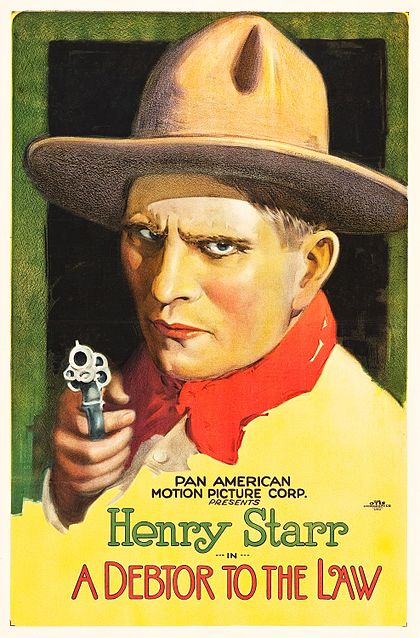 PAN AMERICAN
MOTION PICTURE CORP.
PRESENTS
Henry Starr
IN
A DEBTOR TO THE LAW